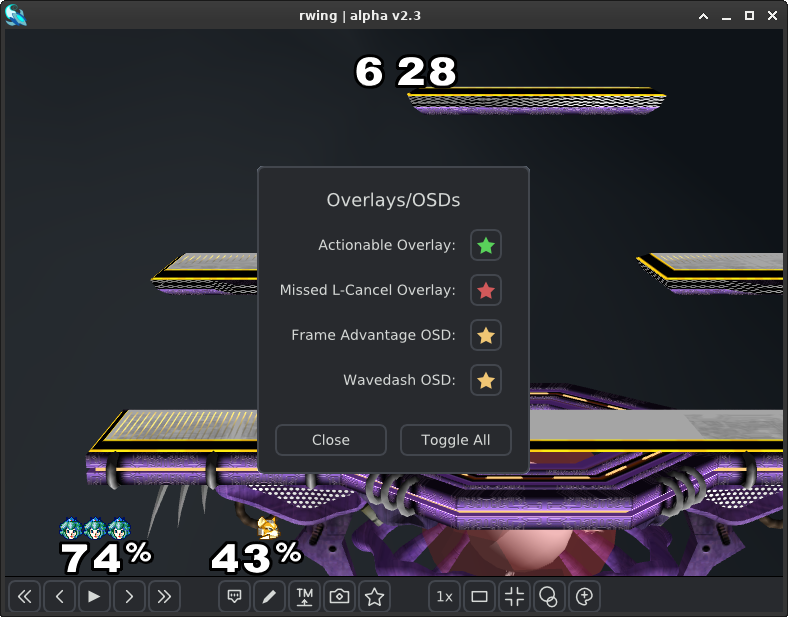 rwing | alpha v2.3
6 28
Overlays/OSDs
Actionable Overlay:
Missed L-Cancel Overlay:
Frame Advantage OSD:
Wavedash OSD:
Close Toggle All
74% 43%
TM 1x